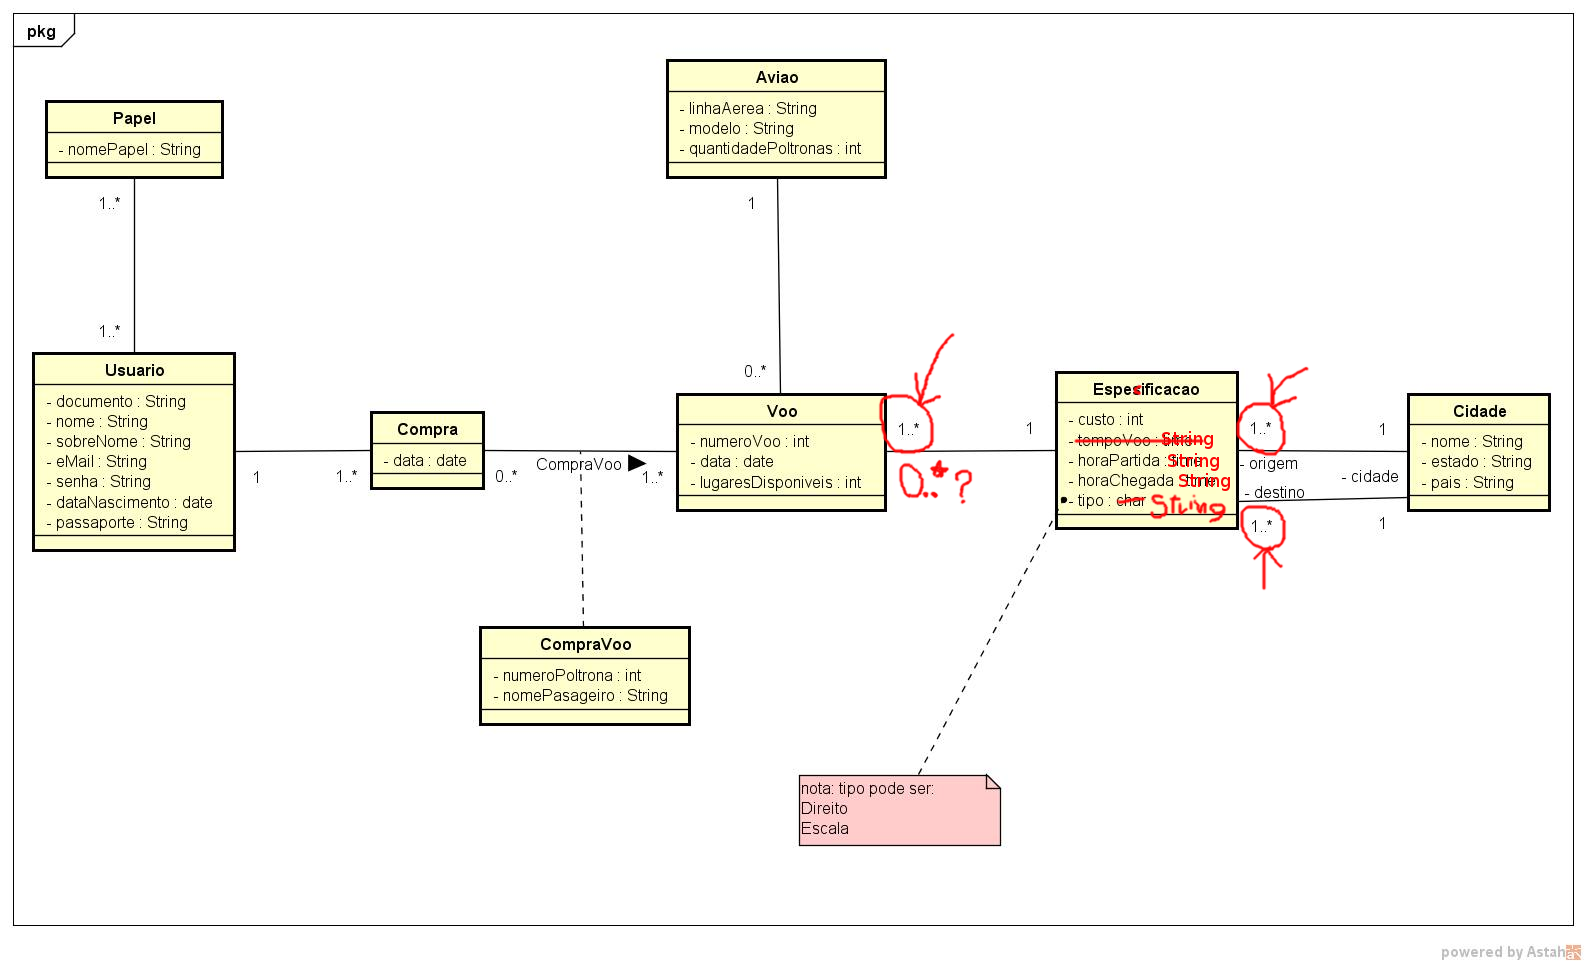 pkg
Papel
- nomePapel : String
1..*
1..*
Usuario
- documento : String
- nome : String
- sobreNome : String
- eMail : String
- senha : String
- dataNascimento : date
- passaporte : String
1
1..*
Compra
- data : date
0..*
CompraVoo
1..*
CompraVoo
- numeroPoltrona : int
- nomePasageiro : String
Aviao
- linhaAerea : String
- modelo : String
- quantidadePoltronas : int
1
0..*
Voo
- numeroVoo : int
- data : date
- lugaresDisponiveis : int
1..*
0..* ?
1
Especificacao
- custo : int
- tempoVoo : String
- horaPartida : String
- horaChegada String
- tipo : char String
1..*
- origem
- destino
1..*
1
- cidade
1
Cidade
- nome : String
- estado : String
- pais : String
nota: tipo pode ser:
Direito
Escala
powered by Astah